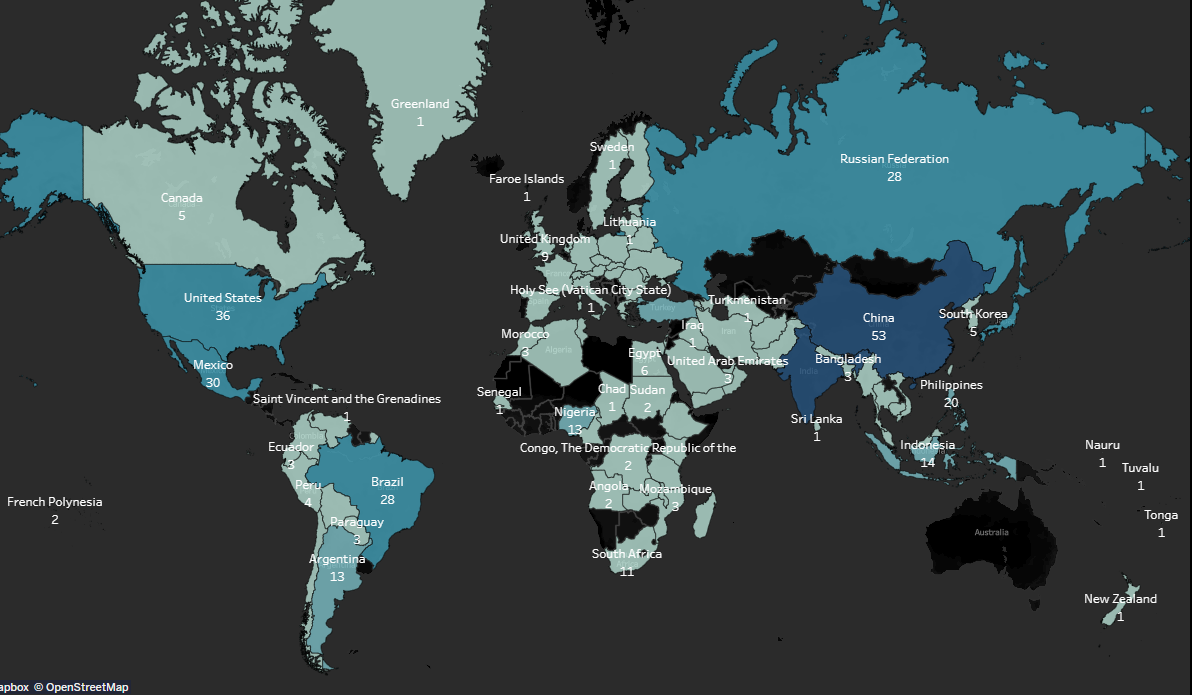 Greenland
1
Sweden
1
Russian Federation
28
Faroe Islands
1
Canada
5
Lithuania
1
United Kingdom
9
France
Holy See (Vatican City State)
1
Spain
Turkey
United States
36
Turkmenistan
1
China
53
South Korea
5
Iraq
1
Iran
Morocco
3
Algeria
Egypt
6
United Arab Emirates
3
Bangladesh
3
India
Mexico
30
Philippines
20
Senegal
1
Chad
1
Sudan
2
Saint Vincent and the Grenadines
1
Nigeria
13
Sri Lanka
1
Colombia
Ecuador
3
Congo, The Democratic Republic of the
2
Indonesia
14
Nauru
1
Tuvalu
1
Peru
4
Brazil
28
Angola
2
Mozambique
3
French Polynesia
2
Tonga
1
Paraguay
3
Australia
Argentina
13
South Africa
11
New Zealand
1
apbox © OpenStreetMap